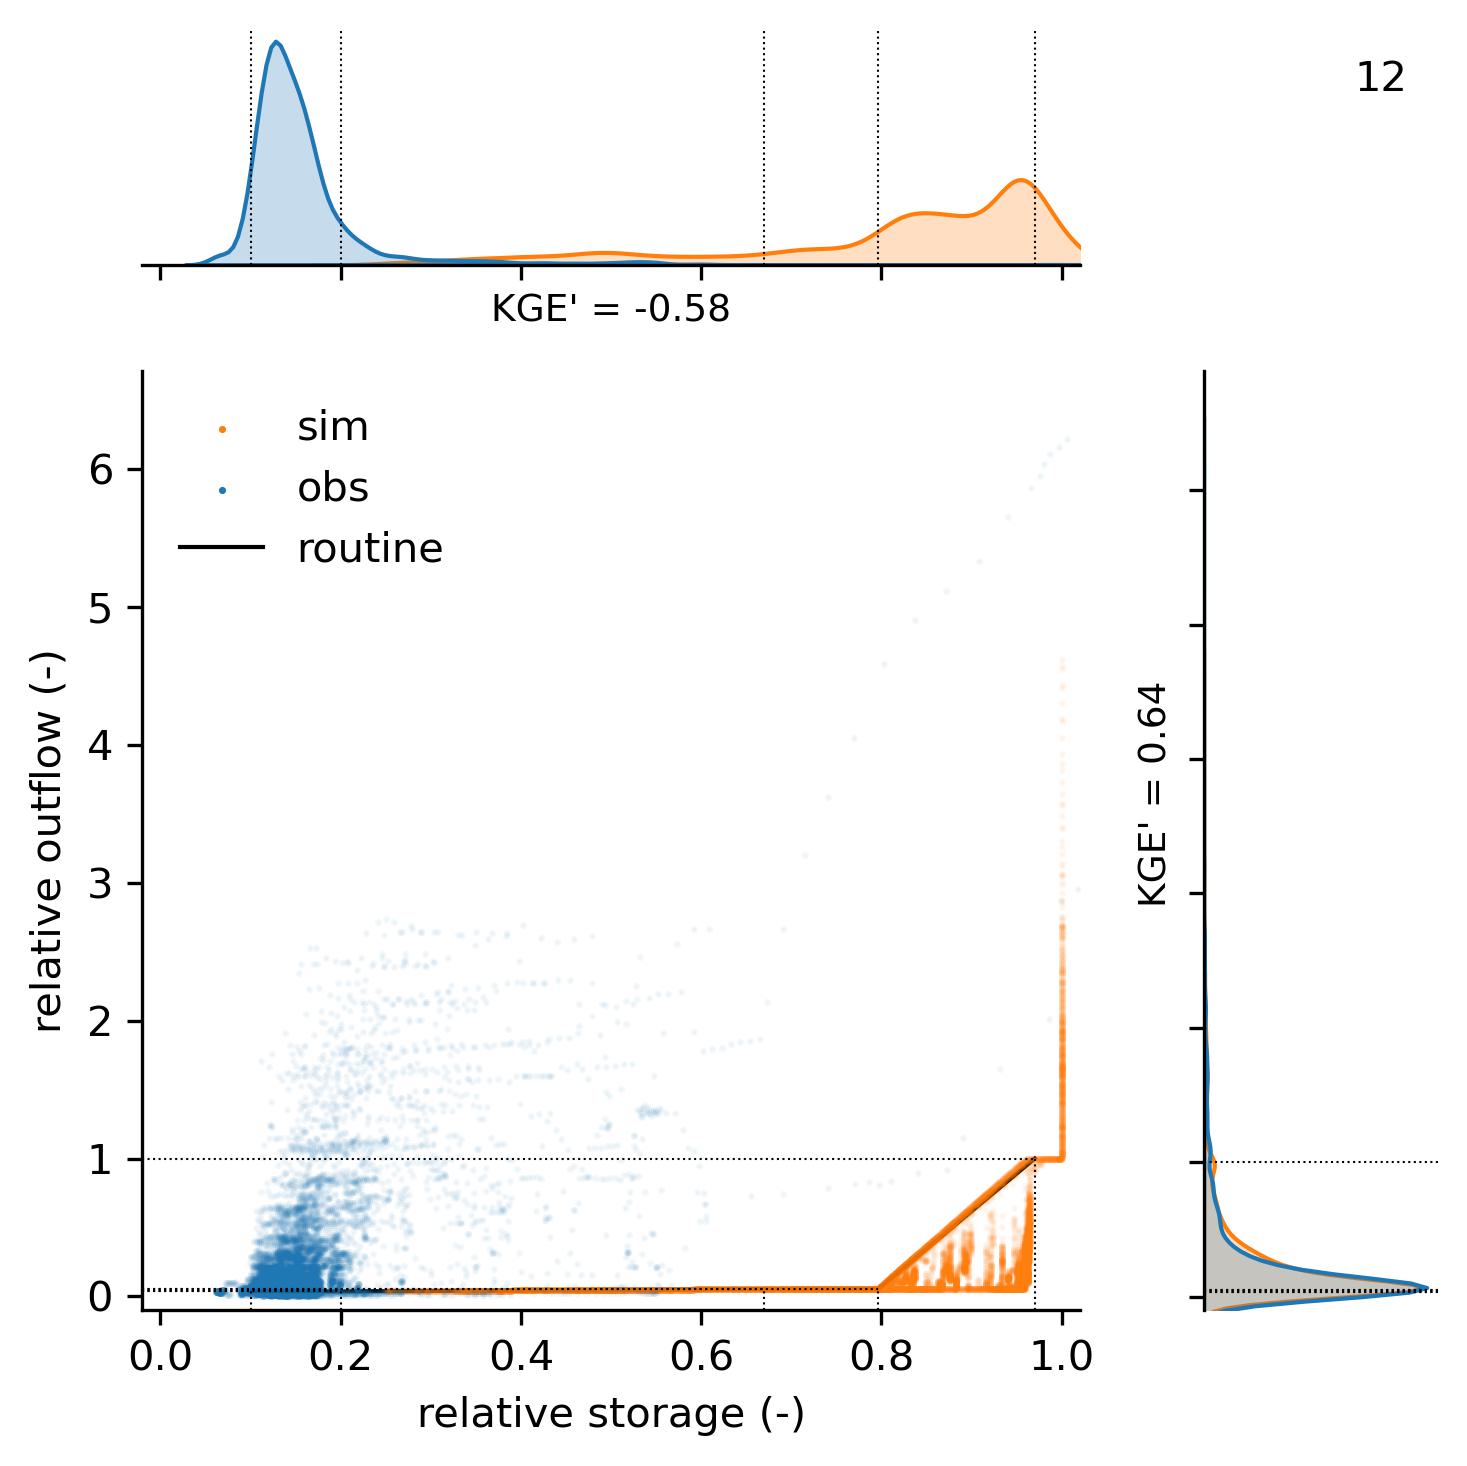 12
KGE' = -0.58
sim
obs
routine
6
5
4
3
2
1
0
relative outflow (-)
KGE' = 0.64
0.0 0.2 0.4 0.6 0.8 1.0
relative storage (-)